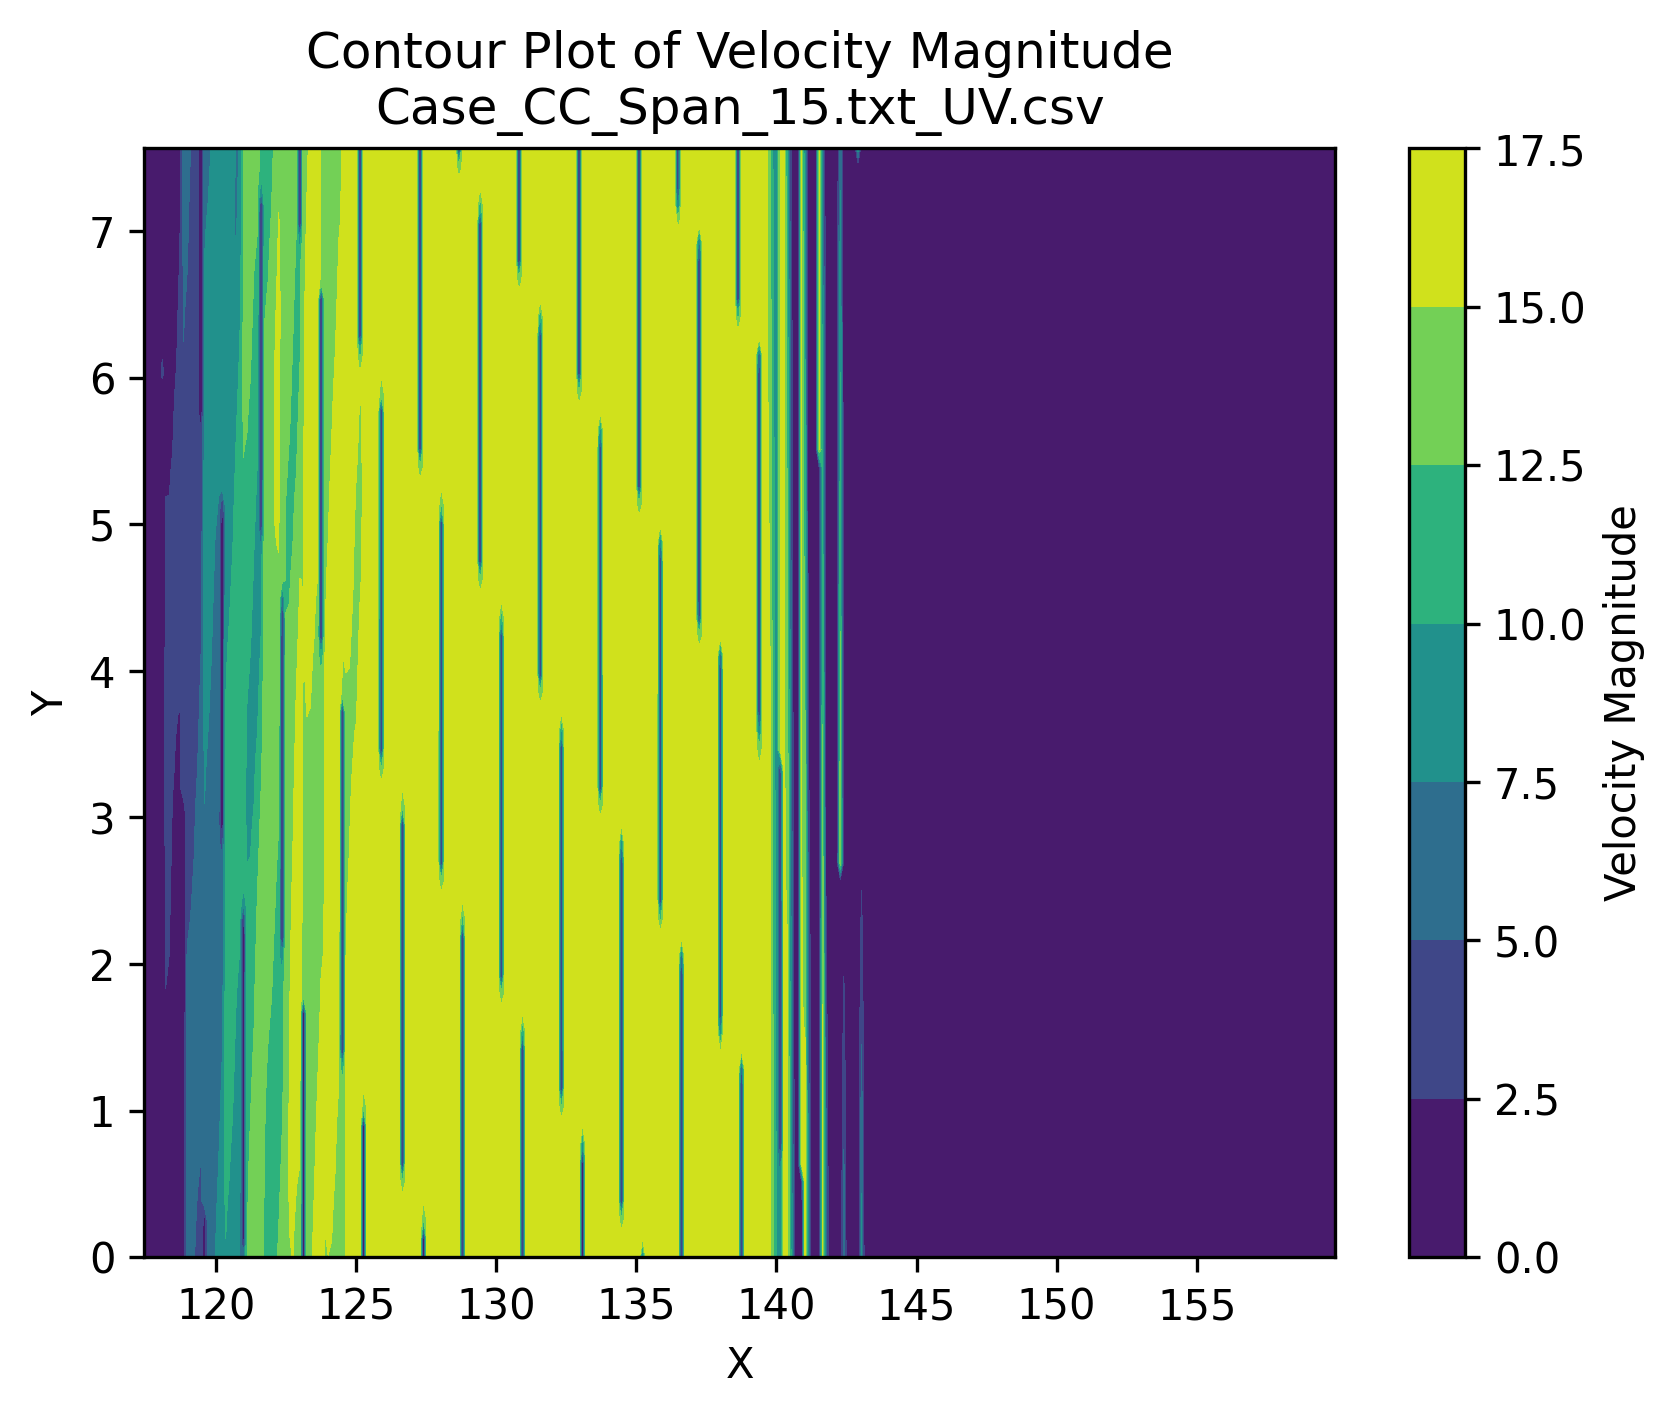 Contour Plot of Velocity Magnitude
Case_CC_Span_15.txt_UV.csv
7
6
5
4
3
2
1
0
Y
120 125 130 135 140 145 150 155
X
17.5
15.0
12.5
10.0
7.5
5.0
2.5
0.0
Velocity Magnitude